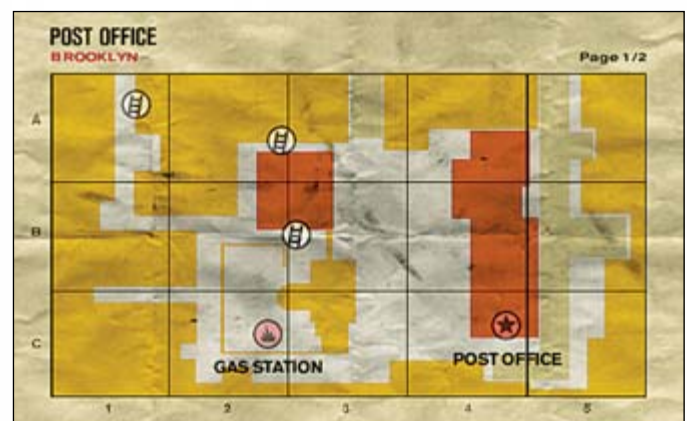 POST OFFICE
BROOKLYN
Page 1/2
A
B
C
GAS STATION
POST OFFICE
1 2 3 4 5